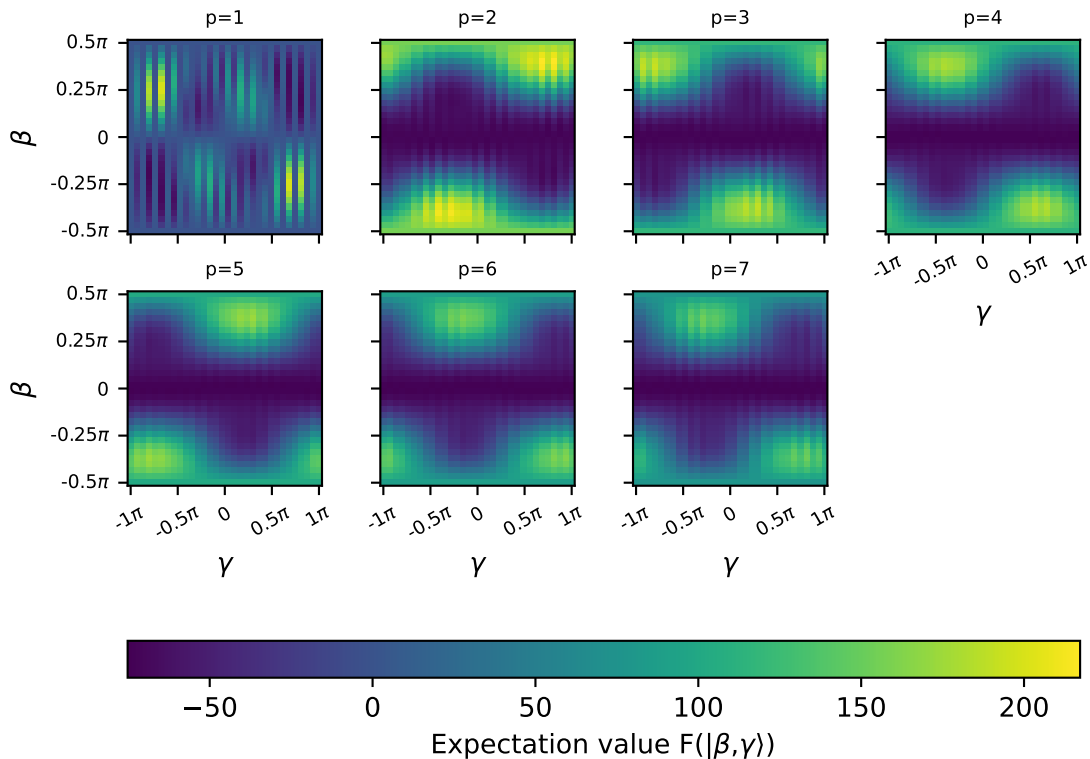 p=1 p=2 p=3 p=4
0.5π
0.25π
0
-0.25π
-0.5π
β
-1π -0.5π 0 0.5π 1π
γ
p=5 p=6 p=7
0.5π
0.25π
0
-0.25π
-0.5π
β
-1π -0.5π 0 0.5π 1π -1π -0.5π 0 0.5π 1π -1π -0.5π 0 0.5π 1π
γ γ γ
−50 0 50 100 150 200
Expectation value F(|β,γ⟩)